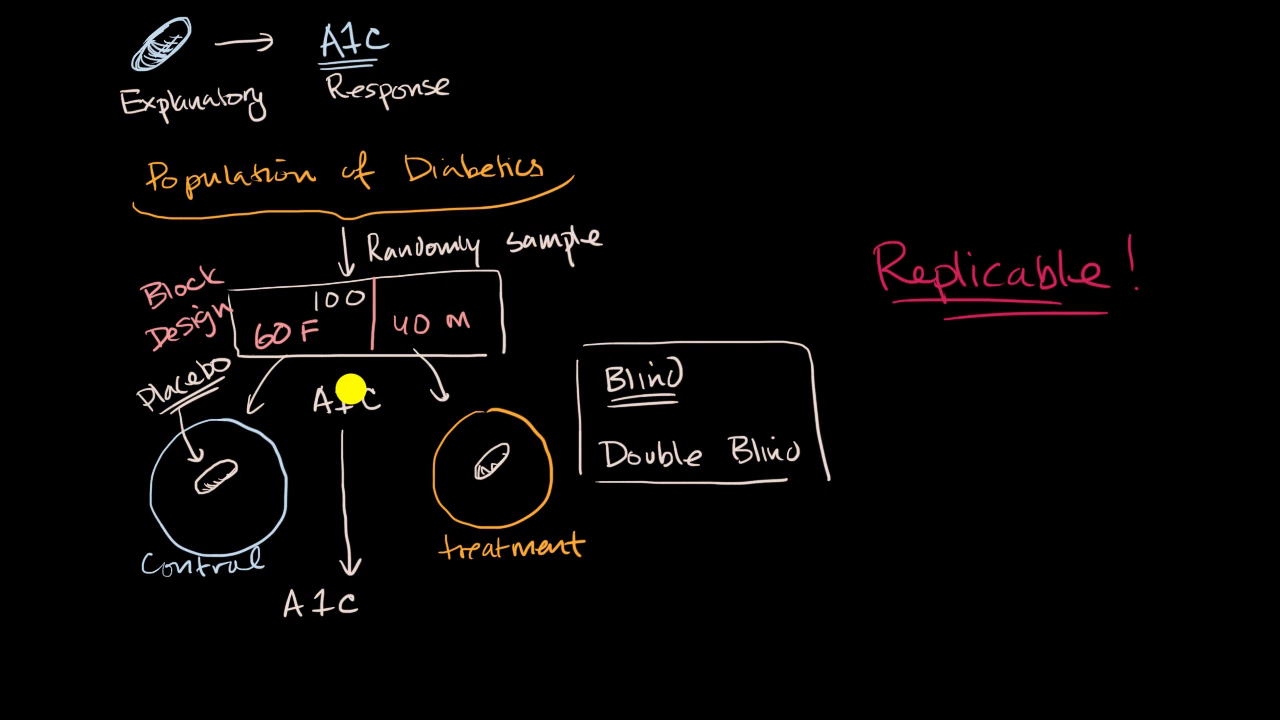 A1C
Explanatory
Response
Population of Diabetics
Randomly sample
Block
Design
100
60 F
40 M
Placebo
A1C
Control
treatment
A1C
Blind
Double Blind
Replicable!